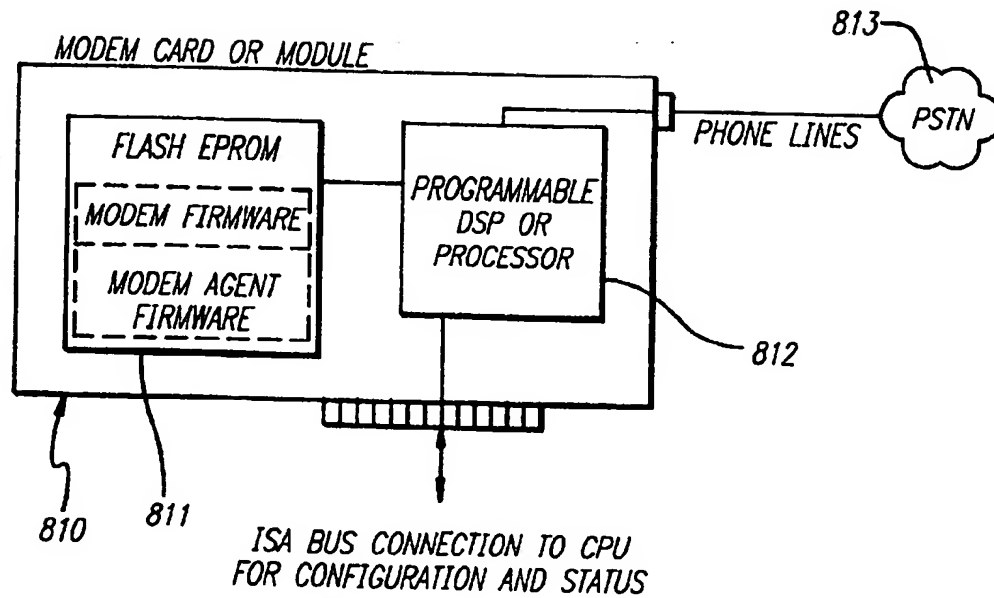 813
MODEM CARD OR MODULE
PSTN
PHONE LINES
FLASH EPROM
MODEM FIRMWARE
MODEM AGENT
FIRMWARE
PROGRAMMABLE
DSP OR
PROCESSOR
812
810
811
ISA BUS CONNECTION TO CPU
FOR CONFIGURATION AND STATUS